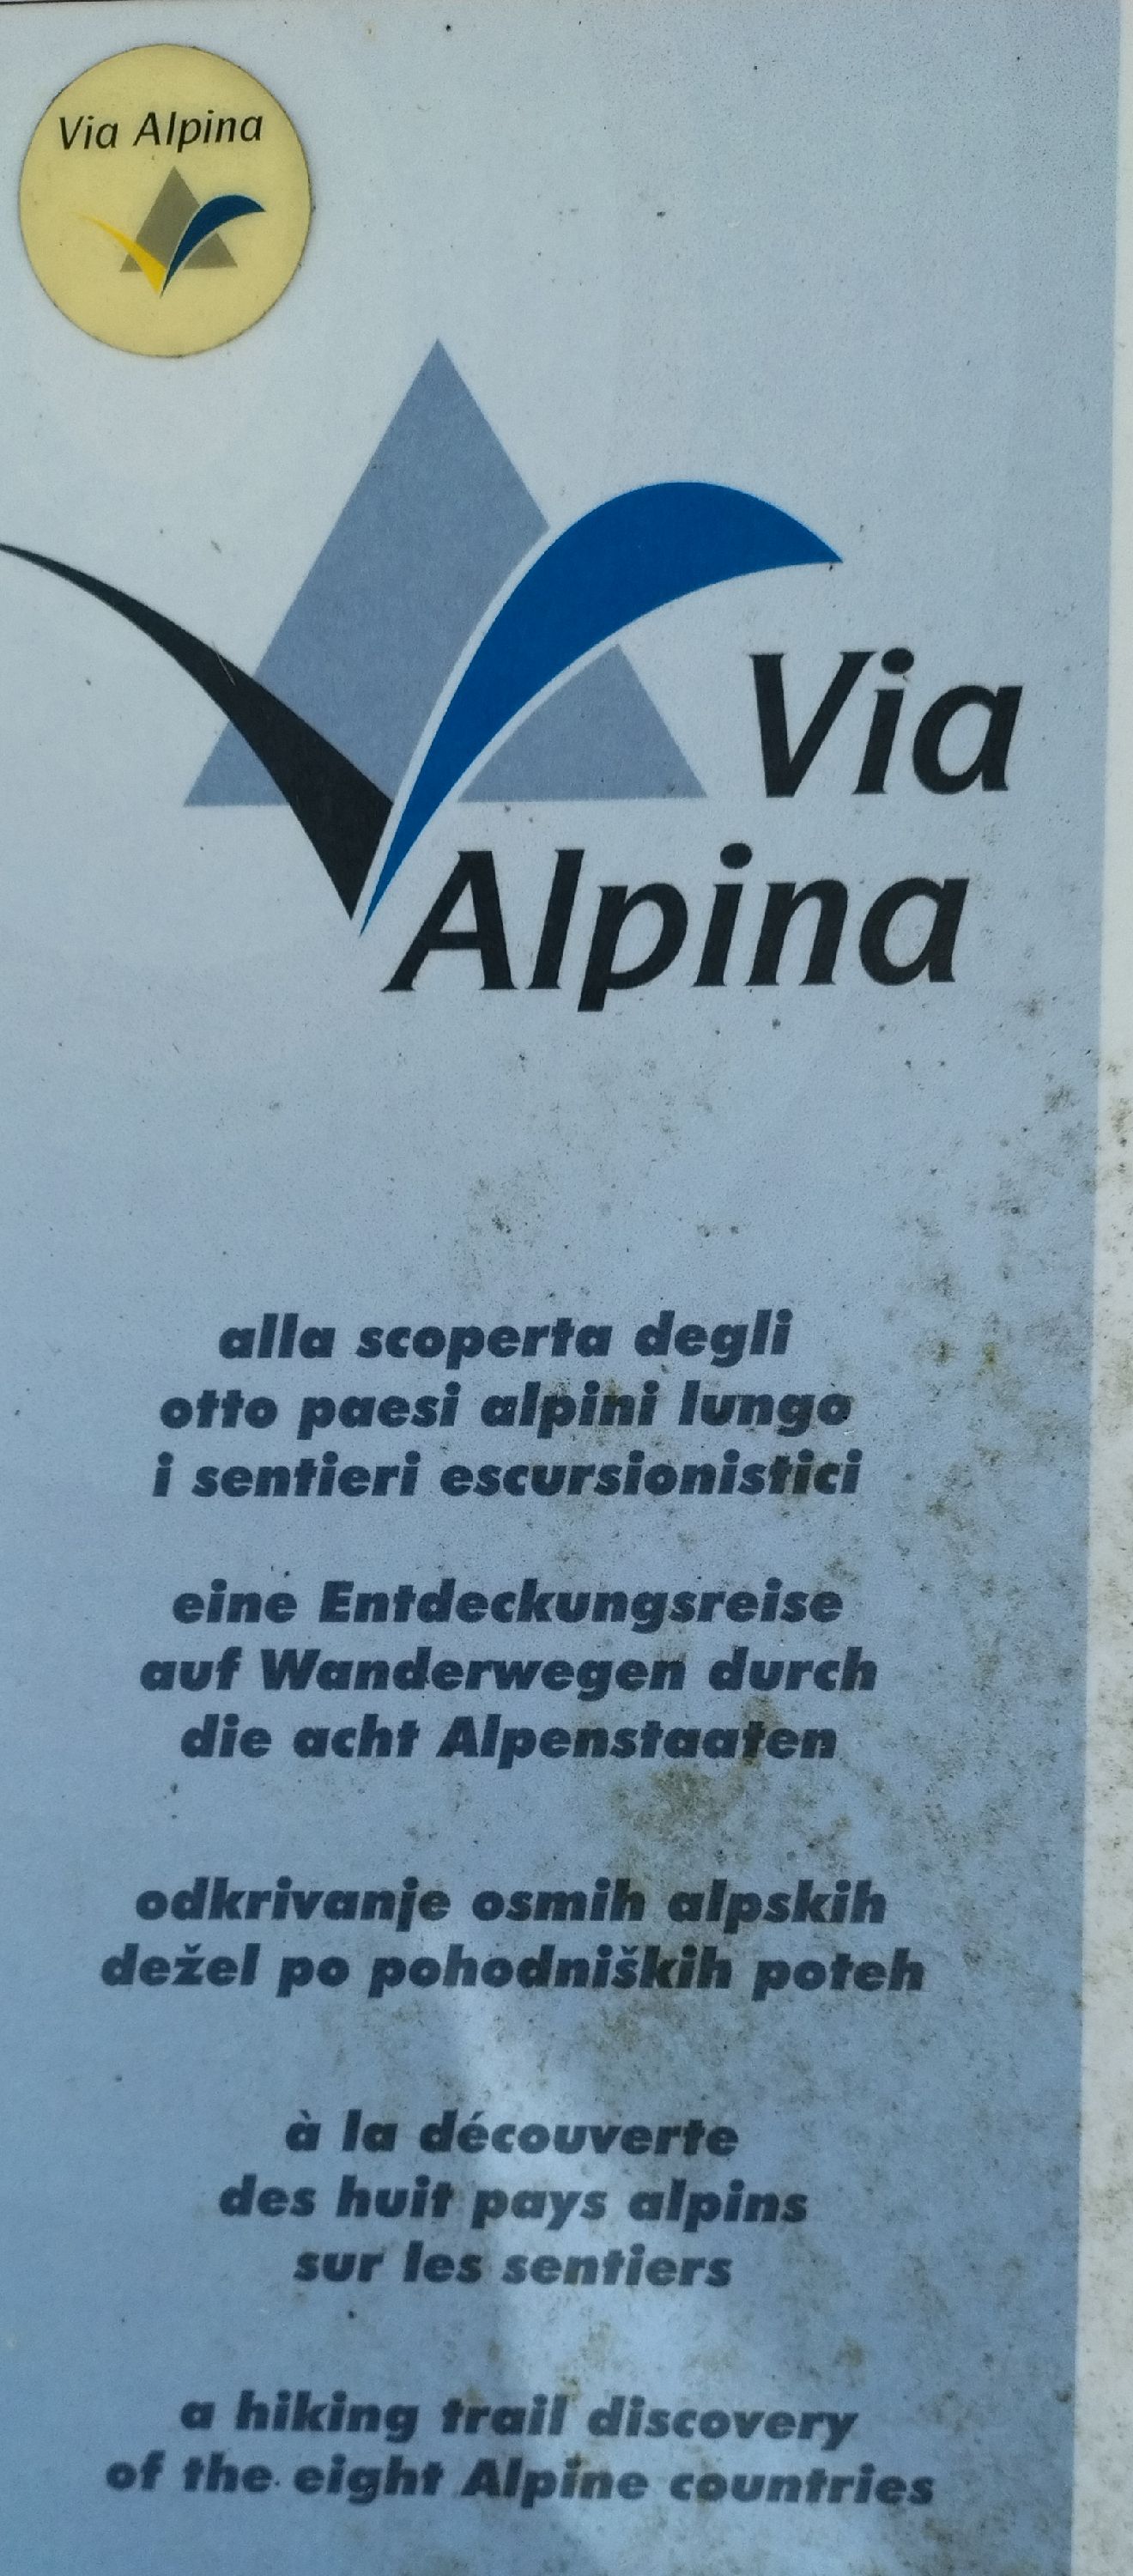 Via Alpina
Via
Alpina
alla scoperta degli
otto paesi alpini lungo
i sentieri escursionistici
eine Entdeckungsreise
auf Wanderwegen durch
die acht Alpenstaaten
odkrivanje osmih alpskih
dežel po pohodniških poteh
à la découverte
des huit pays alpins
sur les sentiers
a hiking trail discovery
of the eight Alpine countries